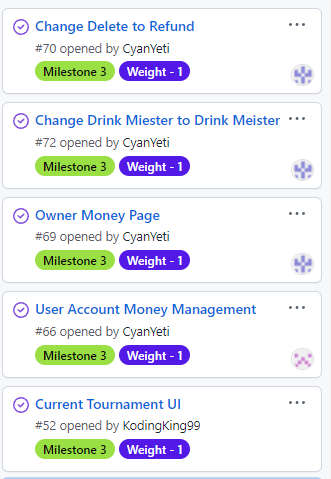 Change Delete to Refund
#70 opened by CyanYeti
Milestone 3 Weight - 1
Change Drink Miester to Drink Meister
#72 opened by CyanYeti
Milestone 3 Weight - 1
Owner Money Page
#69 opened by CyanYeti
Milestone 3 Weight - 1
User Account Money Management
#66 opened by CyanYeti
Milestone 3 Weight - 1
Current Tournament UI
#52 opened by KodingKing99
Milestone 3 Weight - 1